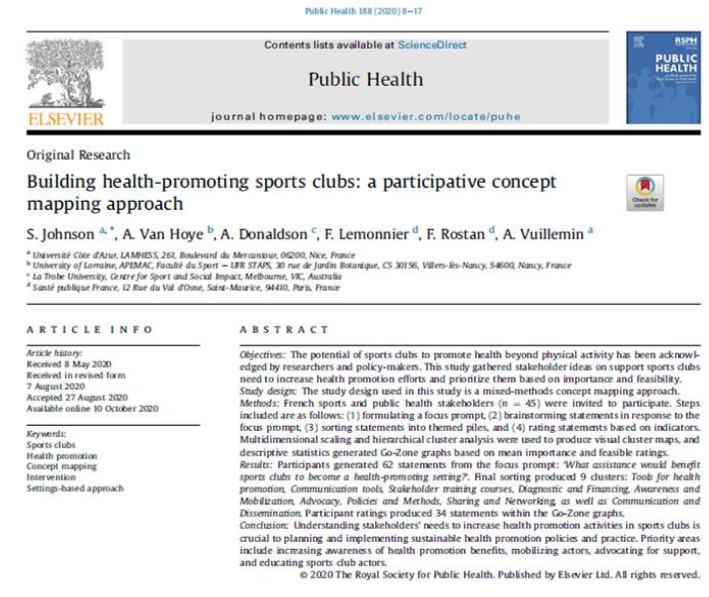 Public Health 188 (2020) 8–17
Contents lists available at ScienceDirect
Public Health
journal homepage: www.elsevier.com/locate/puhe
ELSEVIER
RSPH
PUBLIC
HEALTH
Original Research
Building health-promoting sports clubs: a participative concept
mapping approach
Check for
updates
S. Johnson a, *, A. Van Hoye b, A. Donaldson c, F. Lemonnier d, F. Rostan d, A. Vuillemin a
a Université Côte d'Azur, LAMHESS, 261, Boulevard du Mercantour, 06200, Nice, France
b University of Lorraine, APEMAC, Faculté du Sport – UFR STAPS, 30 rue de Jardin Botanique, CS 30156, Villers-lès-Nancy, 54600, Nancy, France
c La Trobe University, Centre for Sport and Social Impact, Melbourne, VIC, Australia
d Santé publique France, 12 Rue du Val d'Osne, Saint-Maurice, 94410, Paris, France
ARTICLE INFO
Article history:
Received 8 May 2020
Received in revised form
7 August 2020
Accepted 27 August 2020
Available online 10 October 2020
Keywords:
Sports clubs
Health promotion
Concept mapping
Intervention
Settings-based approach
ABSTRACT
Objectives: The potential of sports clubs to promote health beyond physical activity has been acknowl-
edged by researchers and policy-makers. This study gathered stakeholder ideas on support sports clubs
need to increase health promotion efforts and prioritize them based on importance and feasibility.
Study design: The study design used in this study is a mixed-methods concept mapping approach.
Methods: French sports and public health stakeholders (n = 45) were invited to participate. Steps
included are as follows: (1) formulating a focus prompt, (2) brainstorming statements in response to the
focus prompt, (3) sorting statements into themed piles, and (4) rating statements based on indicators.
Multidimensional scaling and hierarchical cluster analysis were used to produce visual cluster maps, and
descriptive statistics generated Go-Zone graphs based on mean importance and feasible ratings.
Results: Participants generated 62 statements from the focus prompt: 'What assistance would benefit
sports clubs to become a health-promoting setting?'. Final sorting produced 9 clusters: Tools for health
promotion, Communication tools, Stakeholder training courses, Diagnostic and Financing, Awareness and
Mobilization, Advocacy, Policies and Methods, Sharing and Networking, as well as Communication and
Dissemination. Participant ratings produced 34 statements within the Go-Zone graphs.
Conclusion: Understanding stakeholders' needs to increase health promotion activities in sports clubs is
crucial to planning and implementing sustainable health promotion policies and practice. Priority areas
include increasing awareness of health promotion benefits, mobilizing actors, advocating for support,
and educating sports club actors.
© 2020 The Royal Society for Public Health. Published by Elsevier Ltd. All rights reserved.